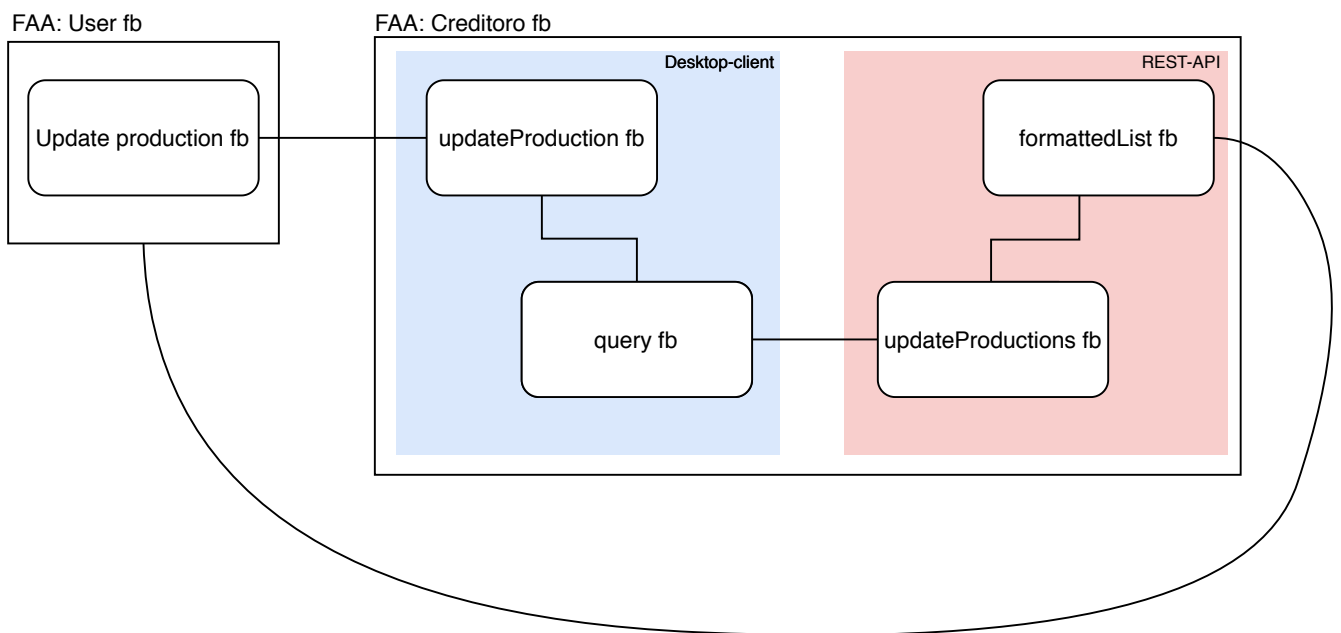 FAA: User fb
FAA: Creditoro fb
Desktop-client
REST-API
Update production fb
updateProduction fb
formattedList fb
query fb
updateProductions fb